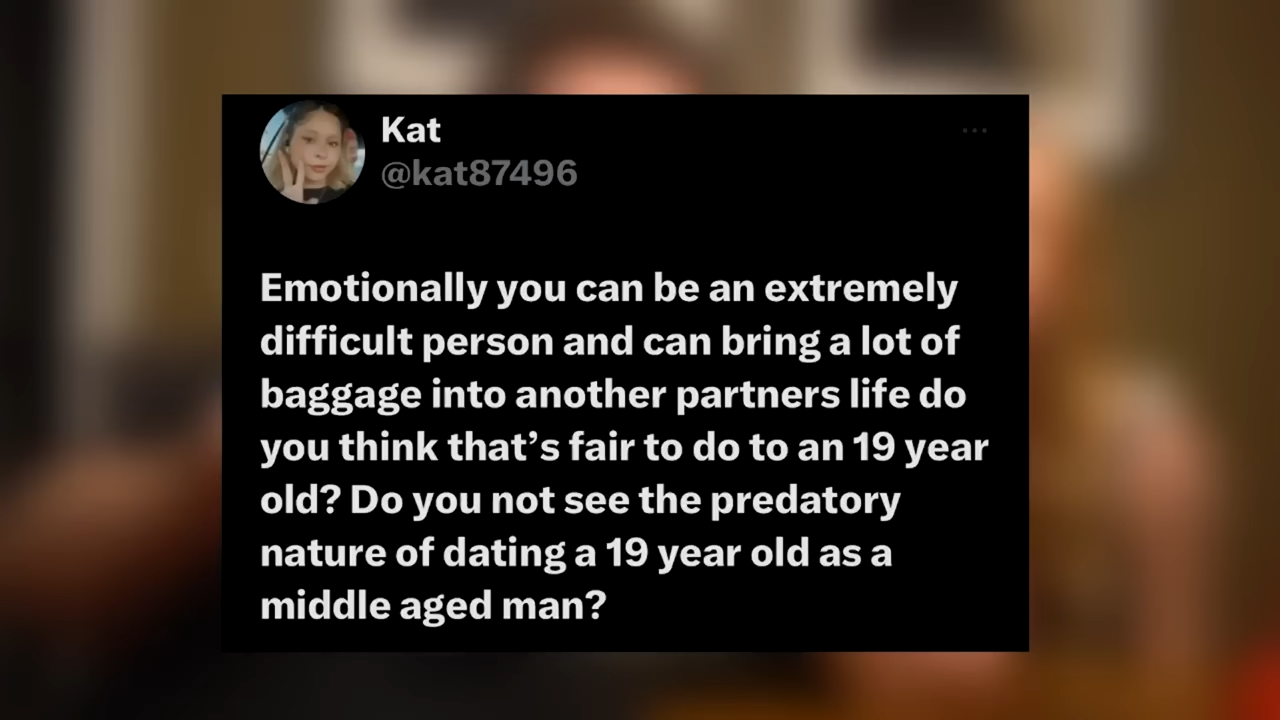 Kat
@kat87496
Emotionally you can be an extremely
difficult person and can bring a lot of
baggage into another partners life do
you think that’s fair to do to an 19 year
old? Do you not see the predatory
nature of dating a 19 year old as a
middle aged man?